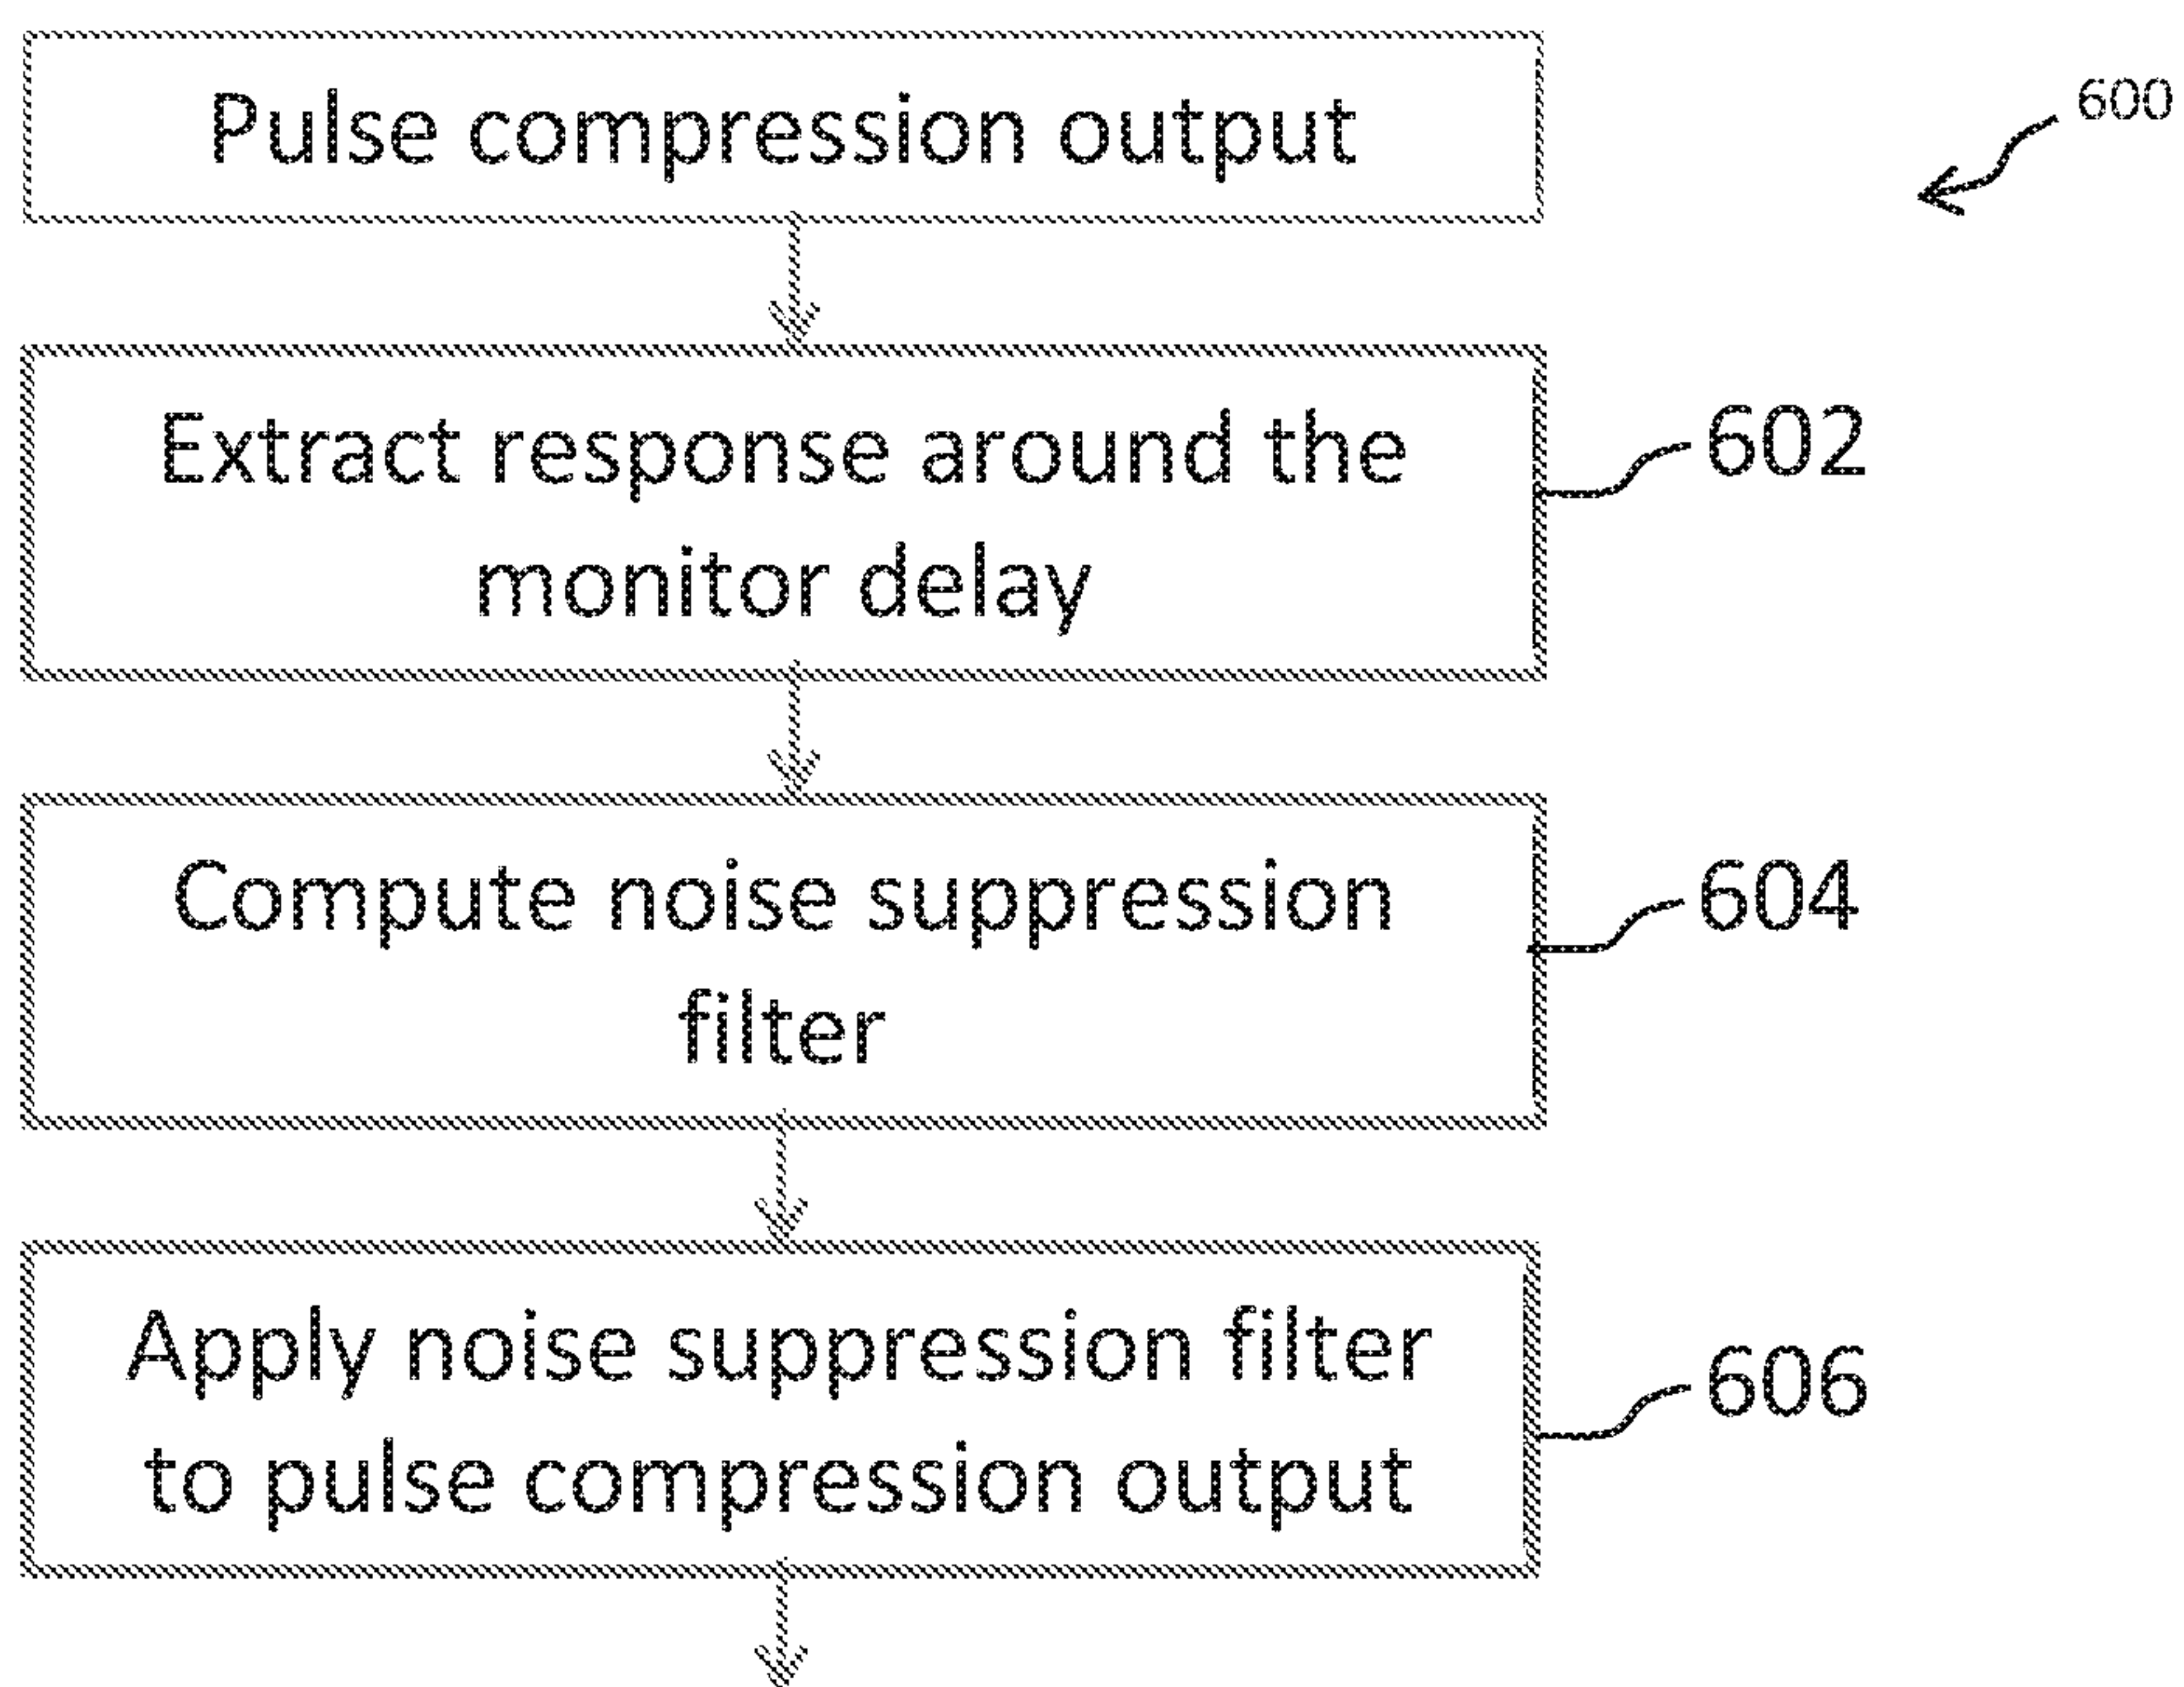 Pulse compression output
600
Extract response around the
monitor delay
602
Compute noise suppression
filter
604
Apply noise suppression filter
to pulse compression output
606